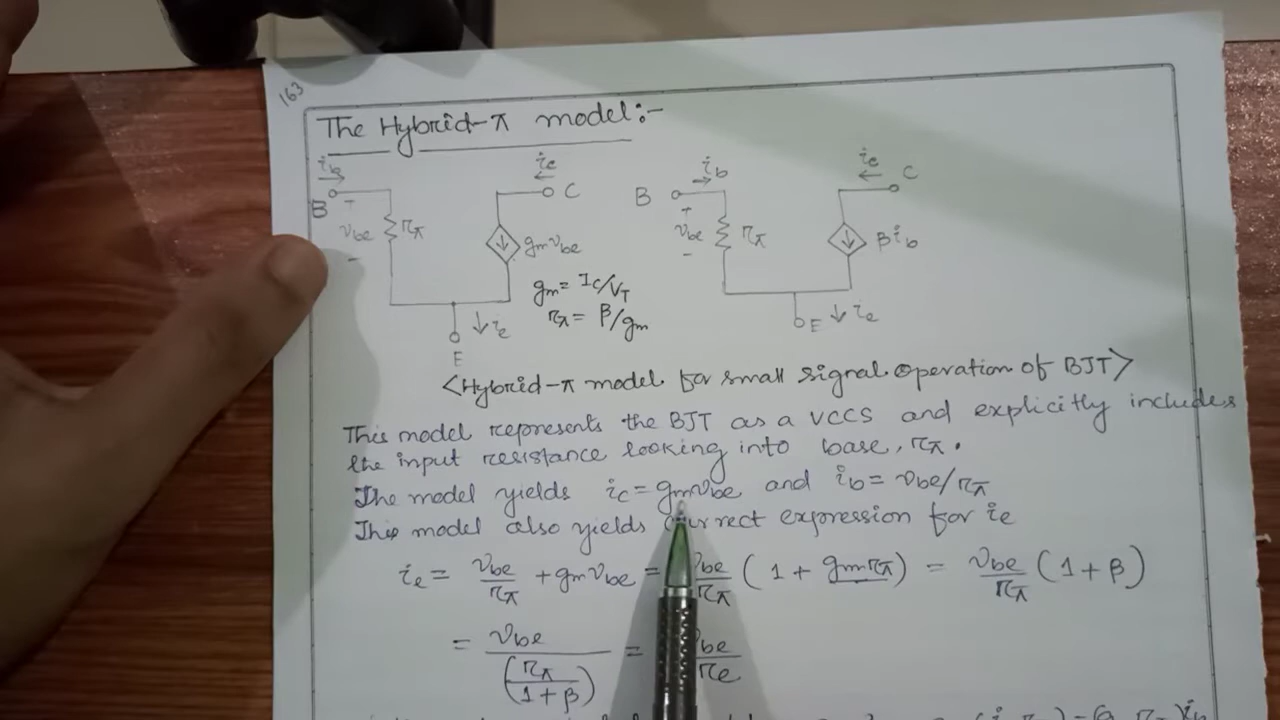 163
The Hybrid-π model:-
ib ic ib ic
B + C B + C
vbe rπ gmvbe vbe rπ βib
- -
gm = Ic/VT
rπ = β/gm
ie E ie
E
<Hybrid-π model for small signal operation of BJT>
This model represents the BJT as a VCCS and explicitly includes
the input resistance looking into base, rπ.
The model yields ic = gmvbe and ib = vbe/rπ
This model also yields correct expression for ie
ie = vbe/rπ + gmvbe = vbe/rπ (1 + gmrπ) = vbe/rπ (1 + β)
= vbe/(rπ/(1 + β)) = vbe/re